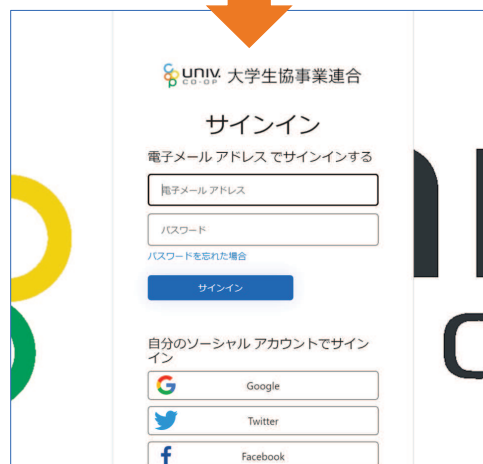 UNIV. CO-OP 大学生協事業連合
サインイン
電子メール アドレス でサインインする
電子メール アドレス
パスワード
パスワードを忘れた場合
サインイン
自分のソーシャル アカウントでサイン
イン
Google
Twitter
Facebook